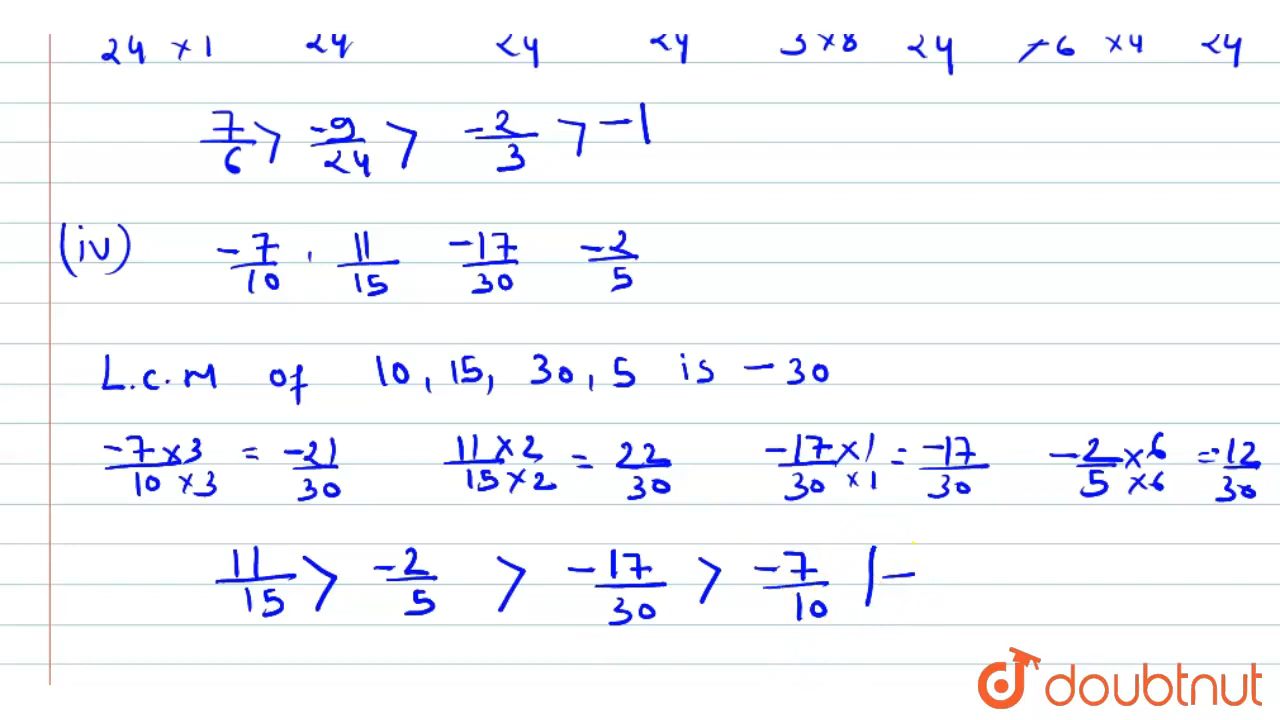 24 × 1 24 24 24 3 × 8 24 -6 × 4 24
7/6 > -9/24 > -2/3 > -1
(iv) -7/10 , 11/15 -17/30 -2/5
L.C.M of 10, 15, 30, 5 is - 30
-7 × 3/10 × 3 = -21/30 11 × 2/15 × 2 = 22/30 -17 × 1/30 × 1 = -17/30 -2/5 × 6/× 6 = -12/30
11/15 > -2/5 > -17/30 > -7/10 | -
doubtnut